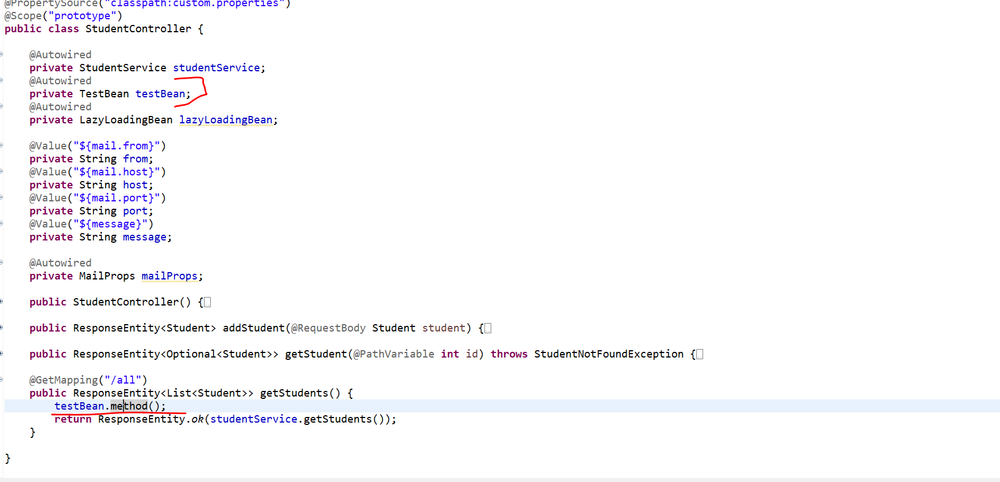 @PropertySource("classpath:custom.properties")
@Scope("prototype")
public class StudentController {
@Autowired
private StudentService studentService;
@Autowired
private TestBean testBean;
@Autowired
private LazyLoadingBean lazyLoadingBean;
@Value("${mail.from}")
private String from;
@Value("${mail.host}")
private String host;
@Value("${mail.port}")
private String port;
@Value("${message}")
private String message;
@Autowired
private MailProps mailProps;
public StudentController() {
public ResponseEntity<Student> addStudent(@RequestBody Student student) {
public ResponseEntity<Optional<Student>> getStudent(@PathVariable int id) throws StudentNotFoundException {
@GetMapping("/all")
public ResponseEntity<List<Student>> getStudents() {
testBean.method();
return ResponseEntity.ok(studentService.getStudents());
}
}